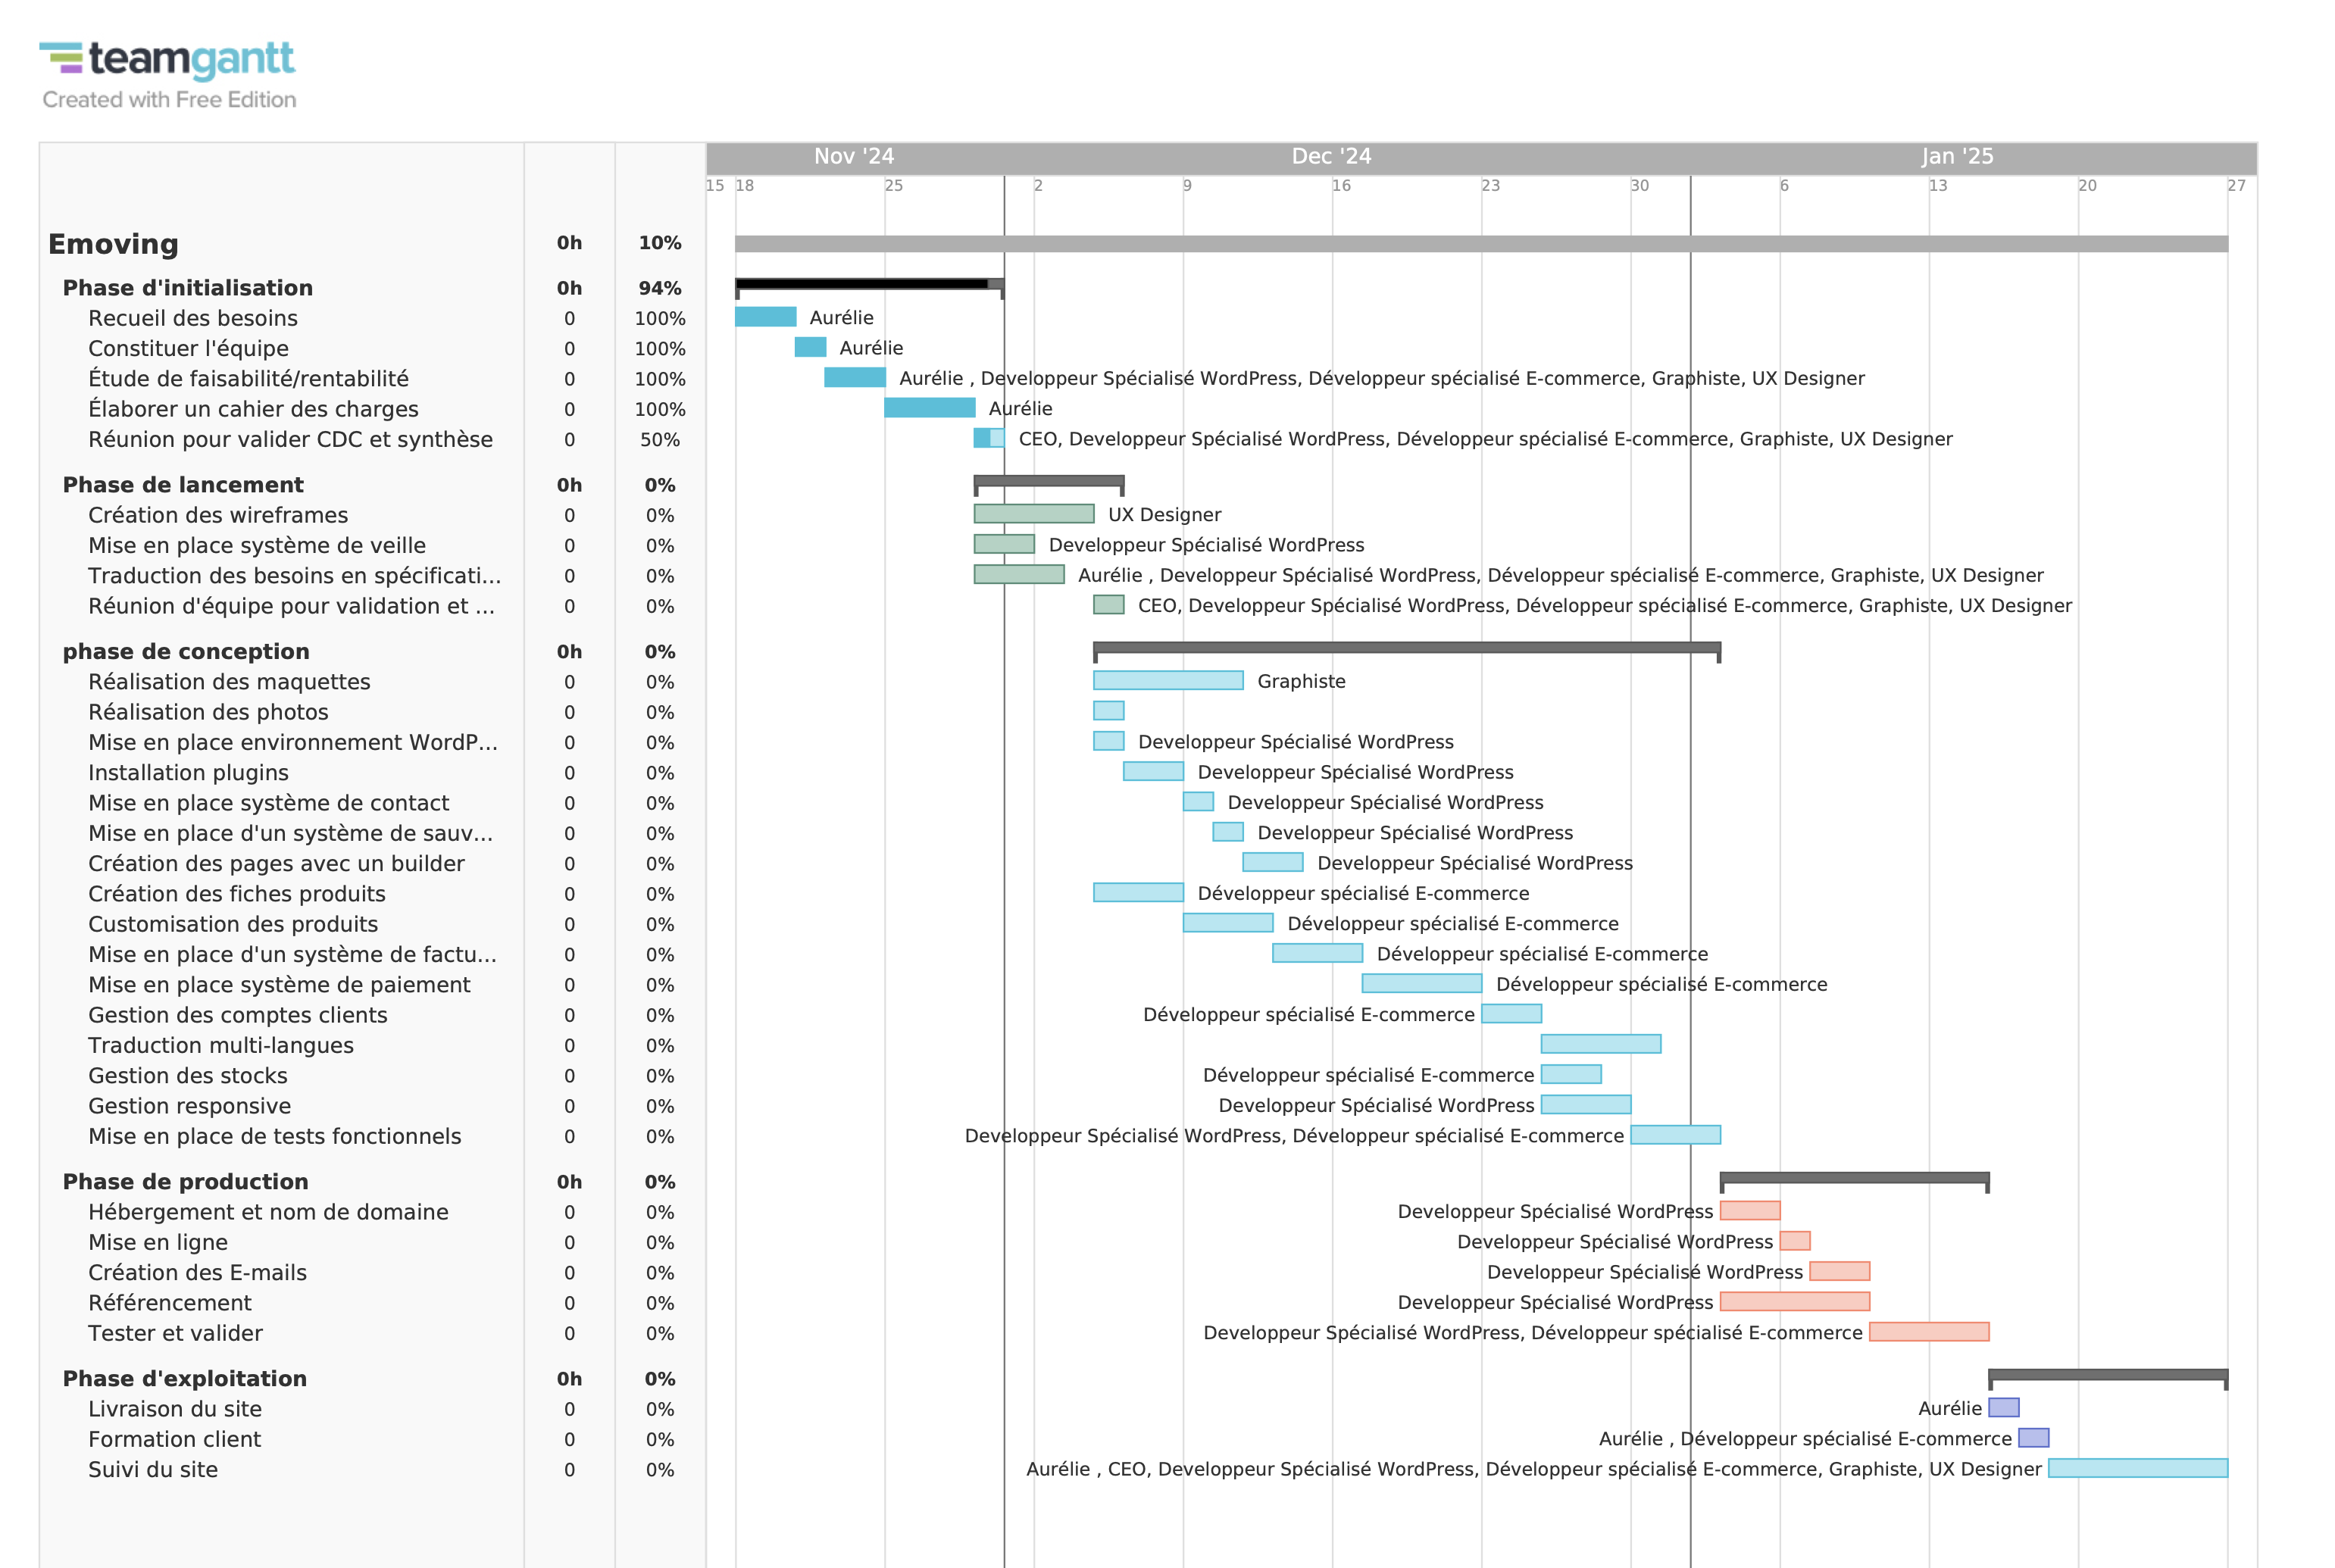 teamgantt
Created with Free Edition
Nov '24 Dec '24 Jan '25
15 18 25 2 9 16 23 30 6 13 20 27
Emoving 0h 10%
Phase d'initialisation 0h 94%
Recueil des besoins 0 100% Aurélie
Constituer l'équipe 0 100% Aurélie
Étude de faisabilité/rentabilité 0 100% Aurélie , Developpeur Spécialisé WordPress, Développeur spécialisé E-commerce, Graphiste, UX Designer
Élaborer un cahier des charges 0 100% Aurélie
Réunion pour valider CDC et synthèse 0 50% CEO, Developpeur Spécialisé WordPress, Développeur spécialisé E-commerce, Graphiste, UX Designer
Phase de lancement 0h 0%
Création des wireframes 0 0% UX Designer
Mise en place système de veille 0 0% Developpeur Spécialisé WordPress
Traduction des besoins en spécificati... 0 0% Aurélie , Developpeur Spécialisé WordPress, Développeur spécialisé E-commerce, Graphiste, UX Designer
Réunion d'équipe pour validation et ... 0 0% CEO, Developpeur Spécialisé WordPress, Développeur spécialisé E-commerce, Graphiste, UX Designer
phase de conception 0h 0%
Réalisation des maquettes 0 0% Graphiste
Réalisation des photos 0 0%
Mise en place environnement WordP... 0 0% Developpeur Spécialisé WordPress
Installation plugins 0 0% Developpeur Spécialisé WordPress
Mise en place système de contact 0 0% Developpeur Spécialisé WordPress
Mise en place d'un système de sauv... 0 0% Developpeur Spécialisé WordPress
Création des pages avec un builder 0 0% Developpeur Spécialisé WordPress
Création des fiches produits 0 0% Développeur spécialisé E-commerce
Customisation des produits 0 0% Développeur spécialisé E-commerce
Mise en place d'un système de factu... 0 0% Développeur spécialisé E-commerce
Mise en place système de paiement 0 0% Développeur spécialisé E-commerce
Gestion des comptes clients 0 0% Développeur spécialisé E-commerce
Traduction multi-langues 0 0%
Gestion des stocks 0 0% Développeur spécialisé E-commerce
Gestion responsive 0 0% Developpeur Spécialisé WordPress
Mise en place de tests fonctionnels 0 0% Developpeur Spécialisé WordPress, Développeur spécialisé E-commerce
Phase de production 0h 0%
Hébergement et nom de domaine 0 0% Developpeur Spécialisé WordPress
Mise en ligne 0 0% Developpeur Spécialisé WordPress
Création des E-mails 0 0% Developpeur Spécialisé WordPress
Référencement 0 0% Developpeur Spécialisé WordPress
Tester et valider 0 0% Developpeur Spécialisé WordPress, Développeur spécialisé E-commerce
Phase d'exploitation 0h 0%
Livraison du site 0 0% Aurélie
Formation client 0 0% Aurélie , Développeur spécialisé E-commerce
Suivi du site 0 0% Aurélie , CEO, Developpeur Spécialisé WordPress, Développeur spécialisé E-commerce, Graphiste, UX Designer